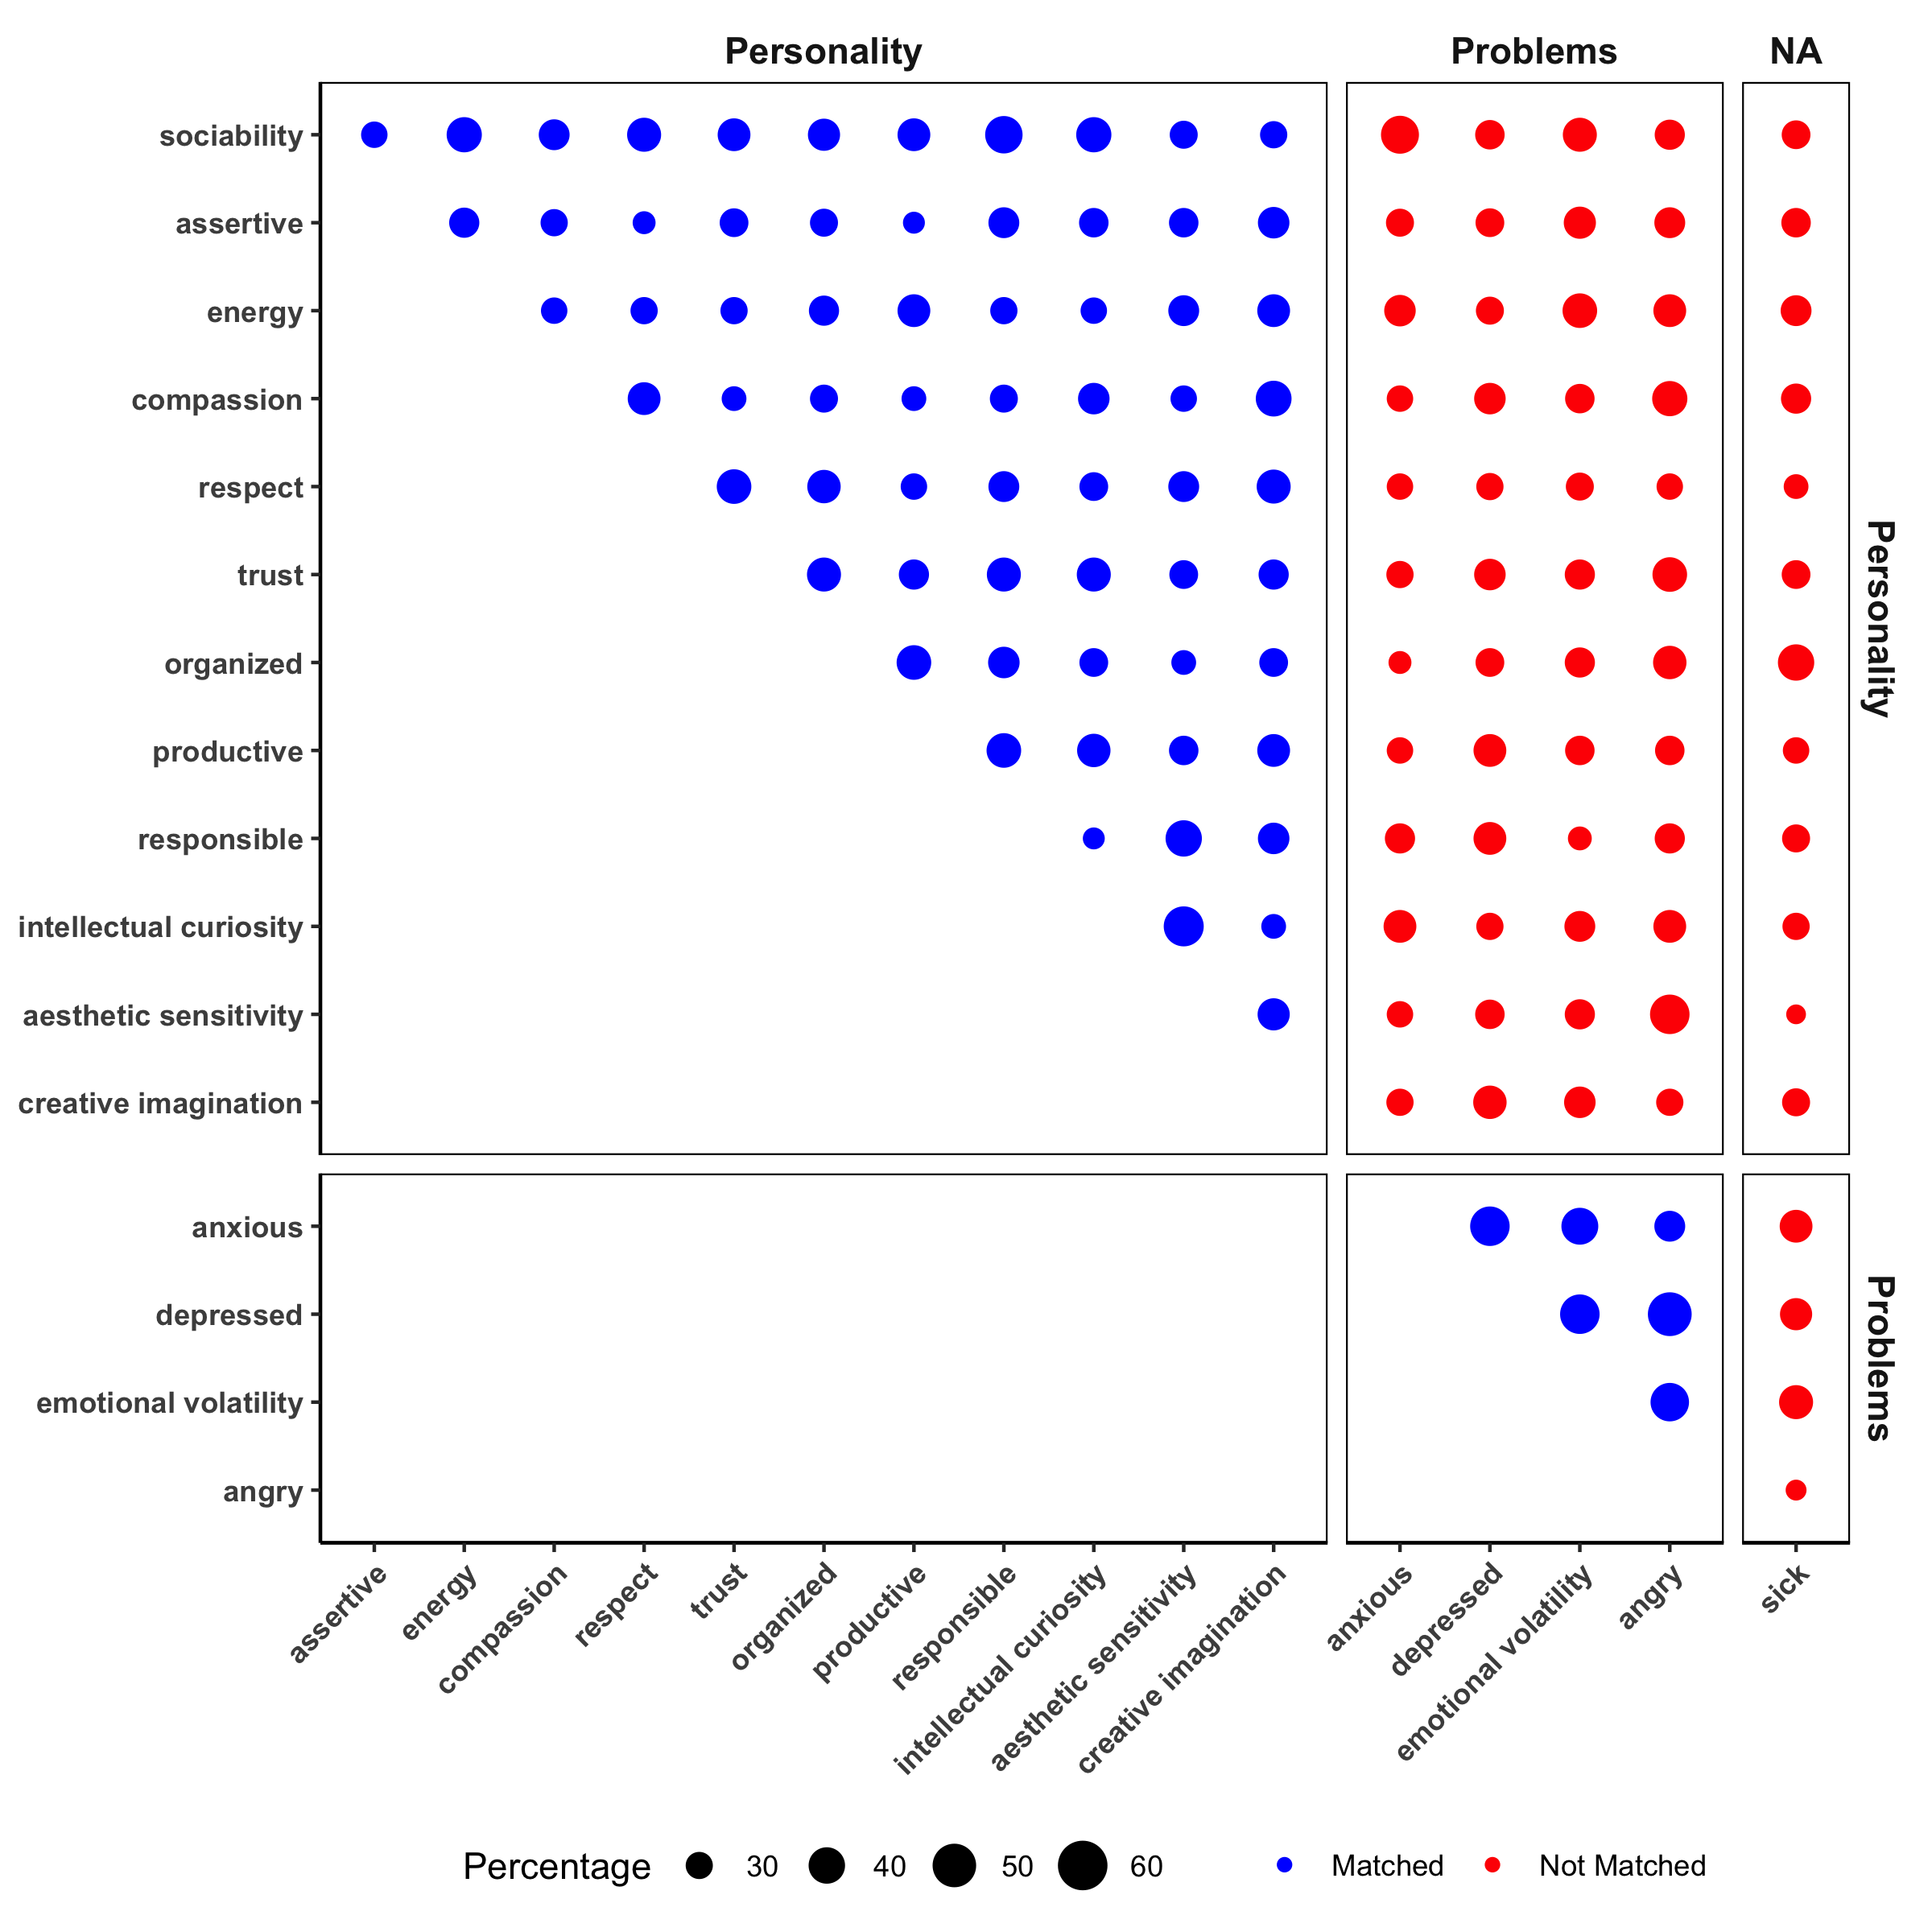 Personality Problems NA
sociability
assertive
energy
compassion
respect
trust
organized
productive
responsible
intellectual curiosity
aesthetic sensitivity
creative imagination
Personality
anxious
depressed
emotional volatility
angry
Problems
assertive
energy
compassion
respect
trust
organized
productive
responsible
intellectual curiosity
aesthetic sensitivity
creative imagination
anxious
depressed
emotional volatility
angry
sick
Percentage 30 40 50 60 Matched Not Matched